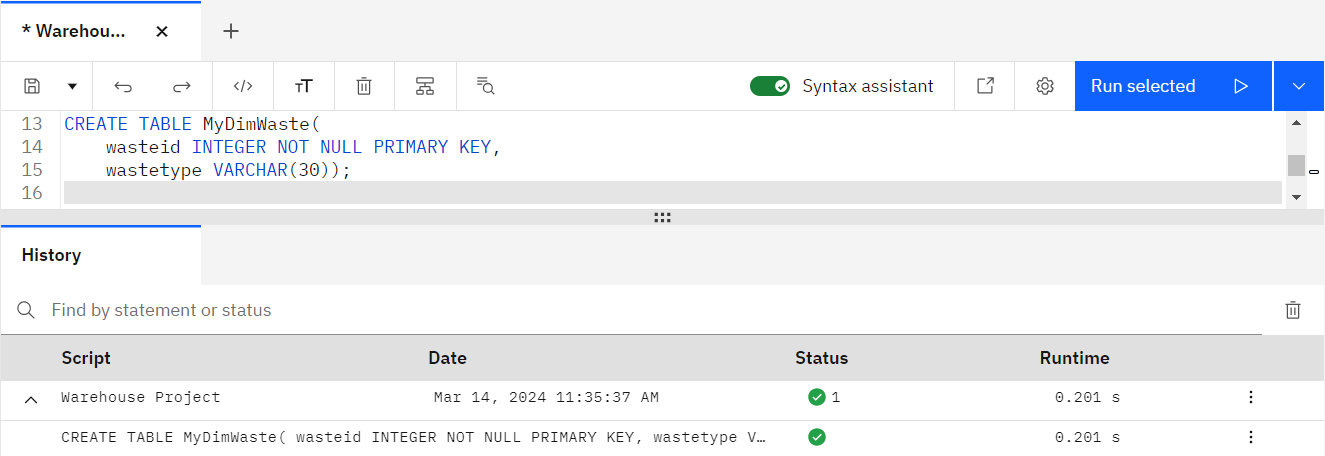 * Warehou...
Syntax assistant
Run selected
13 CREATE TABLE MyDimWaste(
14 wasteid INTEGER NOT NULL PRIMARY KEY,
15 wastetype VARCHAR(30));
16
History
Find by statement or status
Script Date Status Runtime
Warehouse Project Mar 14, 2024 11:35:37 AM 1 0.201 s
CREATE TABLE MyDimWaste( wasteid INTEGER NOT NULL PRIMARY KEY, wastetype V... 0.201 s